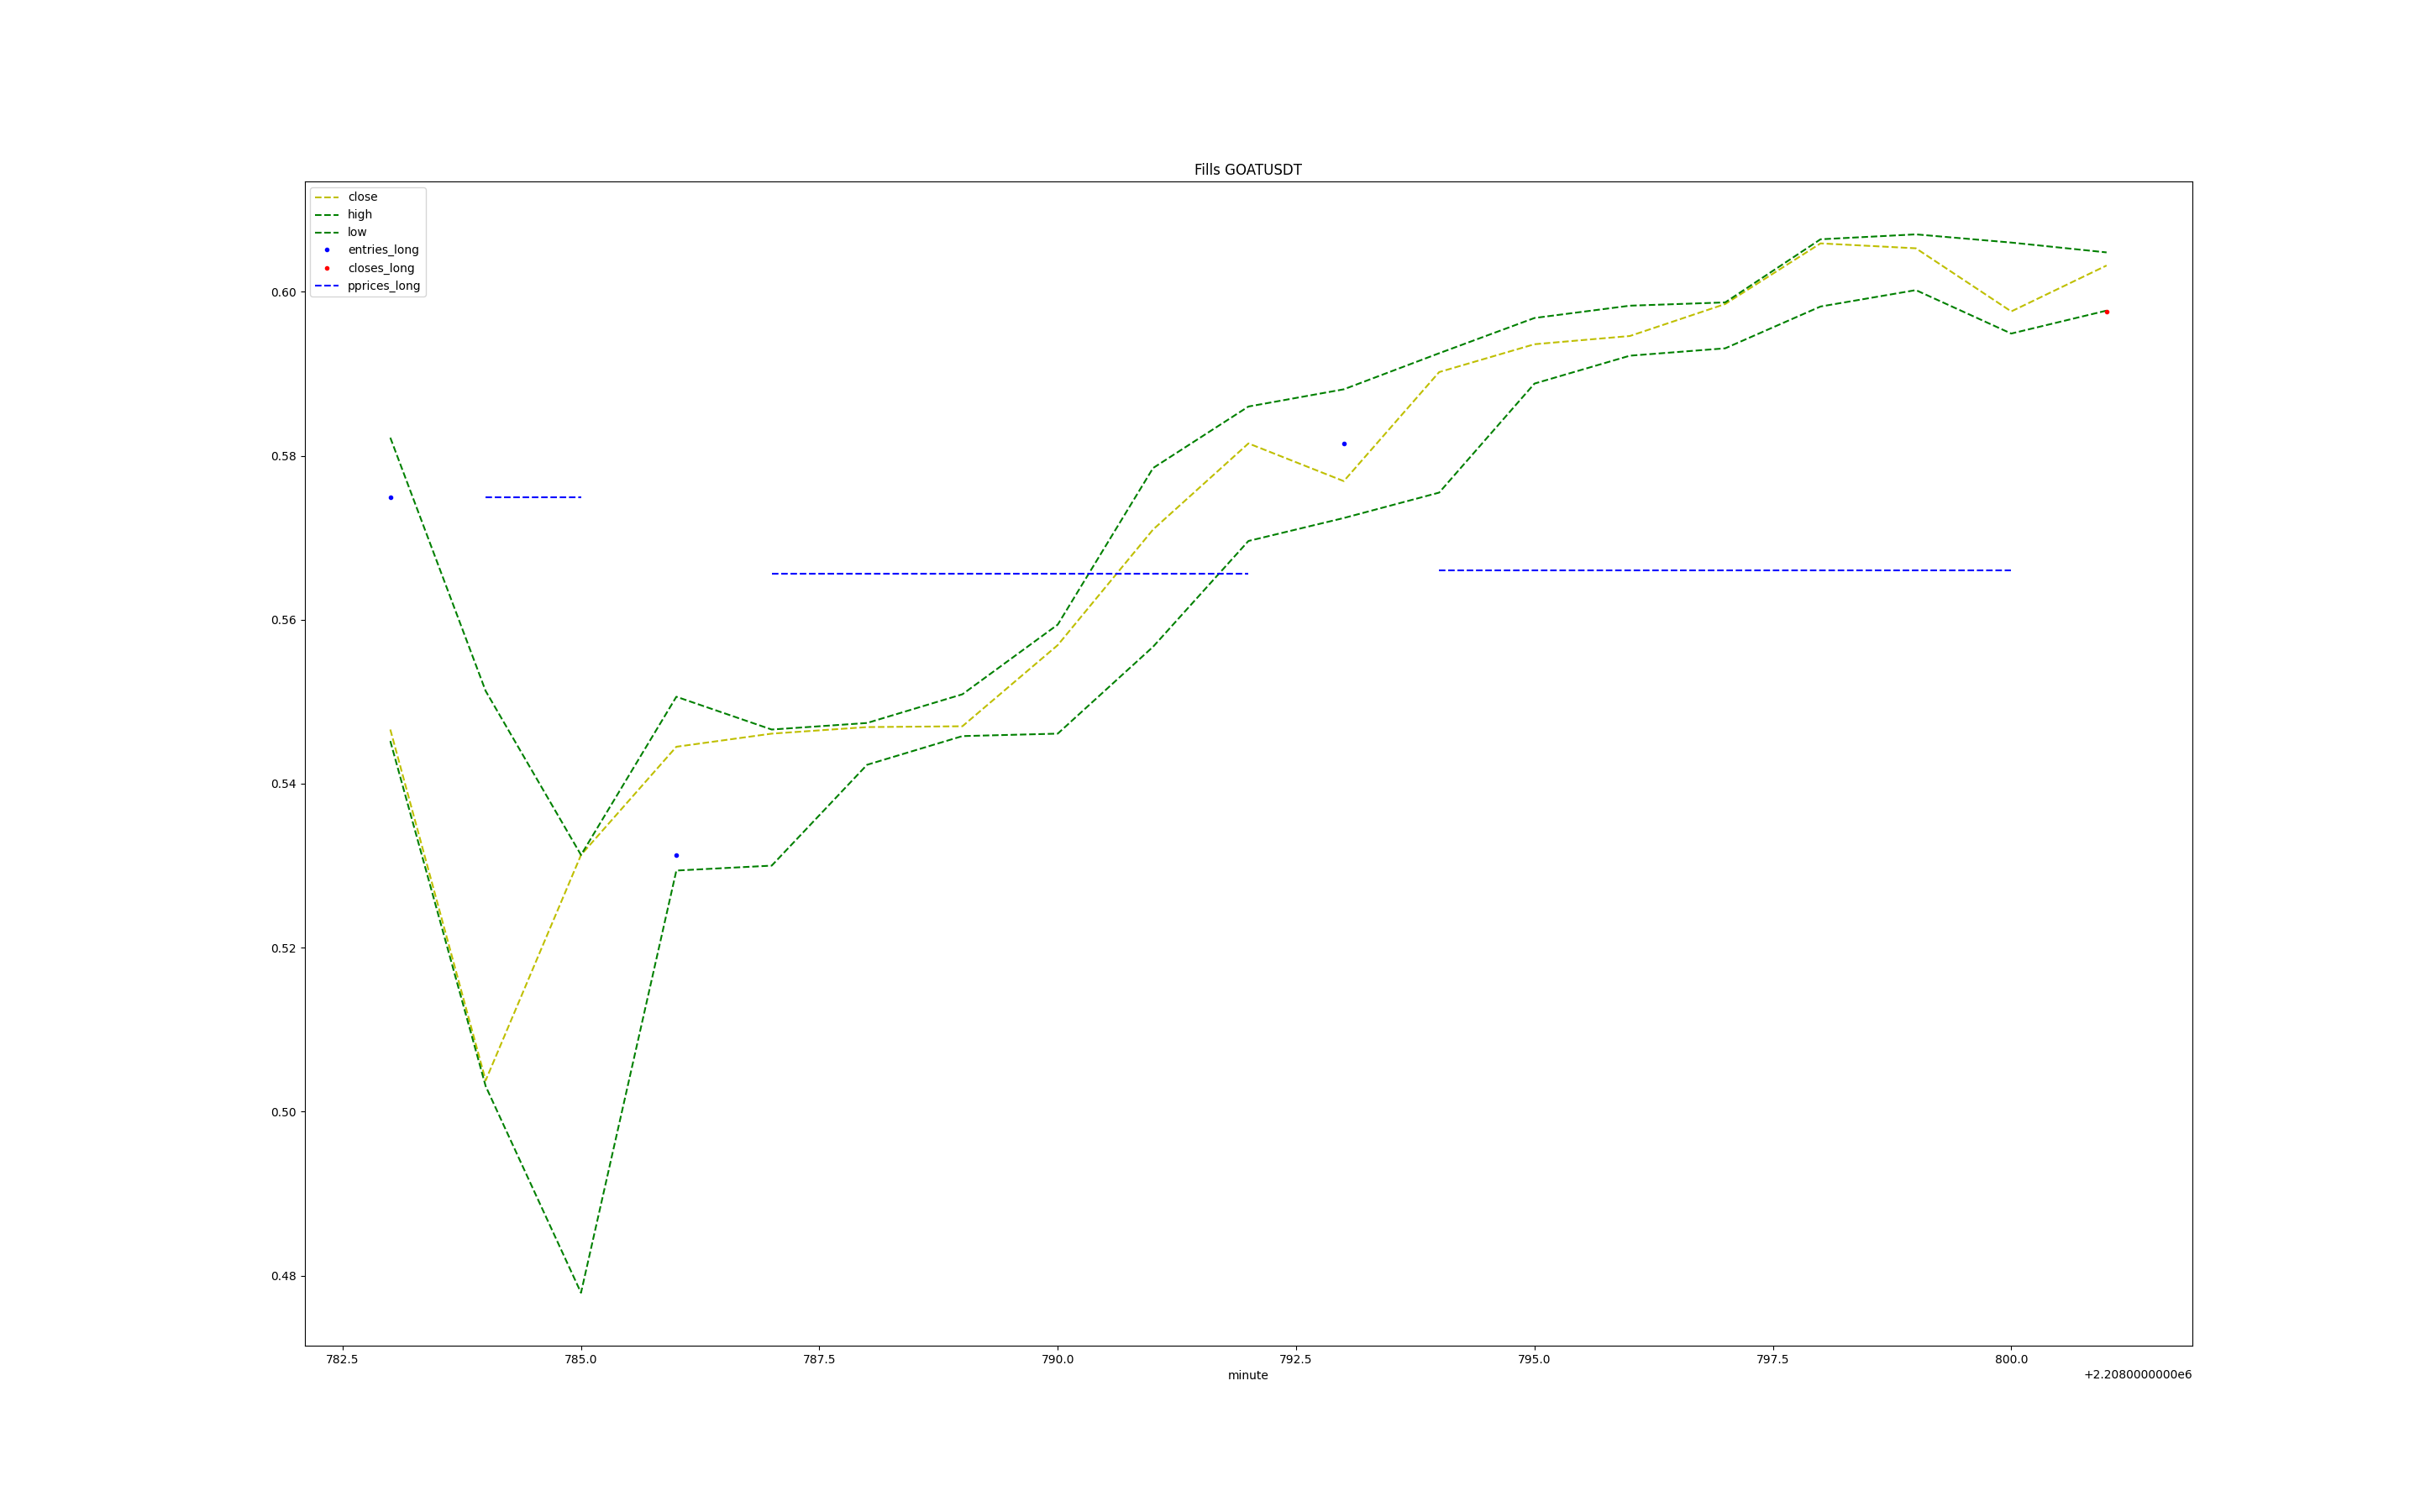 Fills GOATUSDT
close
high
low
entries_long
closes_long
pprices_long
0.60
0.58
0.56
0.54
0.52
0.50
0.48
782.5 785.0 787.5 790.0 792.5 795.0 797.5 800.0
minute
+2.2080000000e6